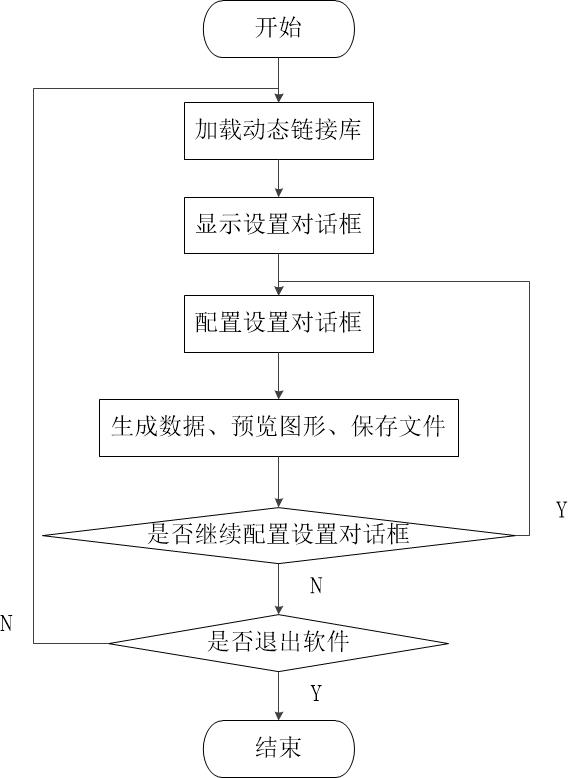 开始
加载动态链接库
显示设置对话框
配置设置对话框
生成数据、预览图形、保存文件
是否继续配置设置对话框
Y
N
是否退出软件
N
Y
结束